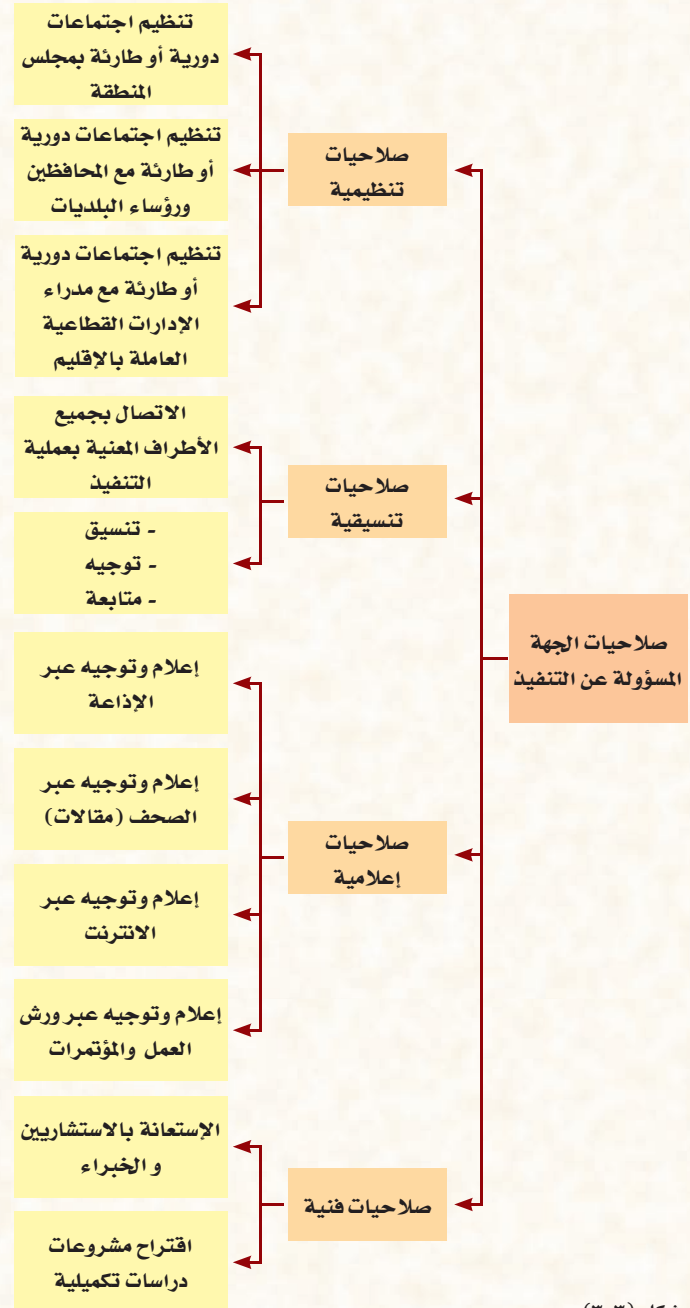 صلاحيات الجهة
المسؤولة عن التنفيذ
صلاحيات
تنظيمية
تنظيم اجتماعات
دورية أو طارئة بمجلس
المنطقة
تنظيم اجتماعات دورية
أو طارئة مع المحافظين
ورؤساء البلديات
تنظيم اجتماعات دورية
أو طارئة مع مدراء
الإدارات القطاعية
العاملة بالإقليم
صلاحيات
تنسيقية
الاتصال بجميع
الأطراف المعنية بعملية
التنفيذ
- تنسيق
- توجيه
- متابعة
صلاحيات
إعلامية
إعلام وتوجيه عبر
الإذاعة
إعلام وتوجيه عبر
الصحف (مقالات)
إعلام وتوجيه عبر
الانترنت
إعلام وتوجيه عبر ورش
العمل والمؤتمرات
صلاحيات فنية
الإستعانة بالاستشاريين
و الخبراء
اقتراح مشروعات
دراسات تكميلية